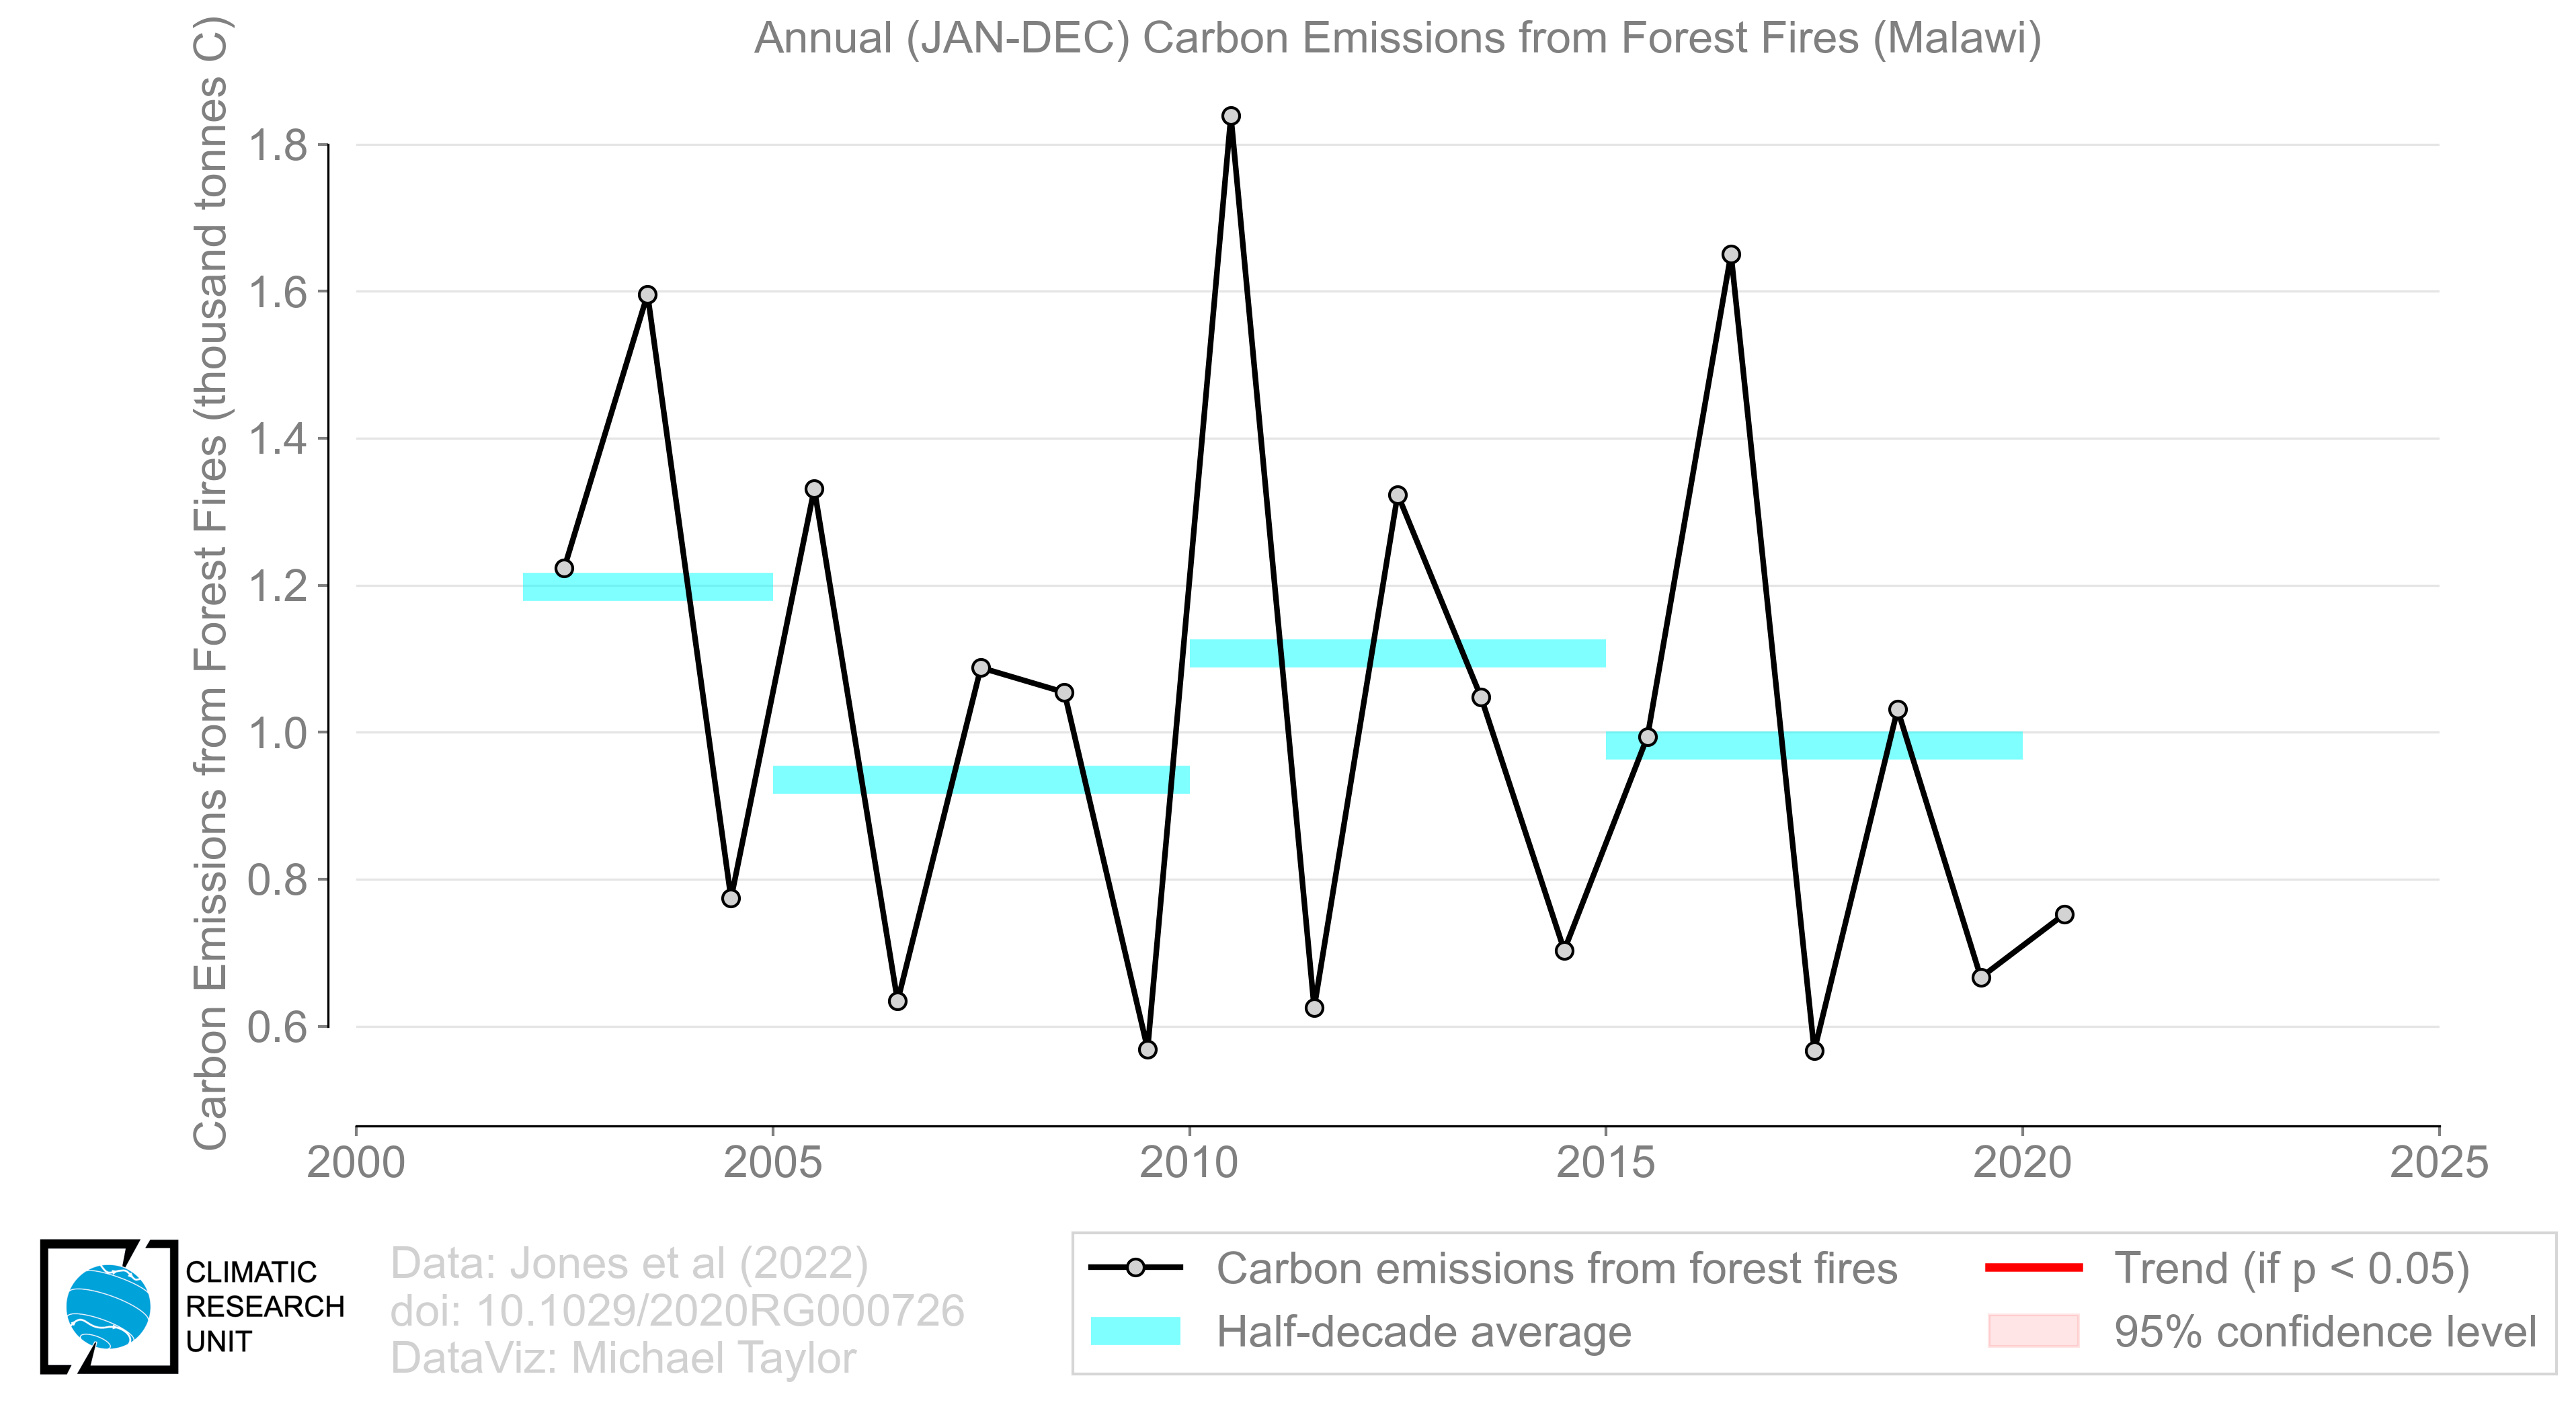 Annual (JAN-DEC) Carbon Emissions from Forest Fires (Malawi)
Carbon Emissions from Forest Fires (thousand tonnes C)
1.8
1.6
1.4
1.2
1.0
0.8
0.6
2000 2005 2010 2015 2020 2025
CLIMATIC
RESEARCH
UNIT
Data: Jones et al (2022)
doi: 10.1029/2020RG000726
DataViz: Michael Taylor
Carbon emissions from forest fires
Half-decade average
Trend (if p < 0.05)
95% confidence level